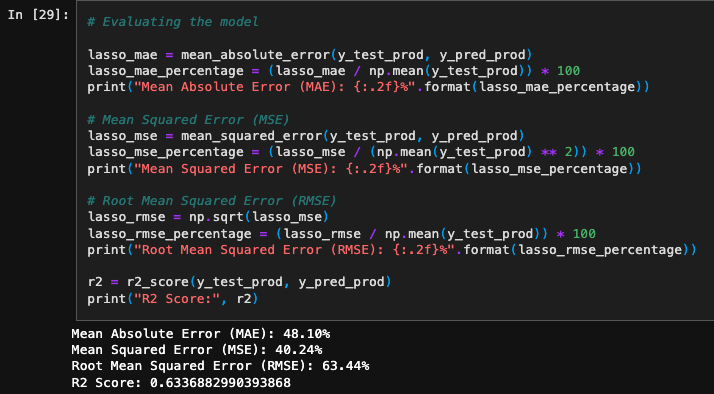 In [29]:
# Evaluating the model
lasso_mae = mean_absolute_error(y_test_prod, y_pred_prod)
lasso_mae_percentage = (lasso_mae / np.mean(y_test_prod)) * 100
print("Mean Absolute Error (MAE): {:.2f}%".format(lasso_mae_percentage))
# Mean Squared Error (MSE)
lasso_mse = mean_squared_error(y_test_prod, y_pred_prod)
lasso_mse_percentage = (lasso_mse / (np.mean(y_test_prod) ** 2)) * 100
print("Mean Squared Error (MSE): {:.2f}%".format(lasso_mse_percentage))
# Root Mean Squared Error (RMSE)
lasso_rmse = np.sqrt(lasso_mse)
lasso_rmse_percentage = (lasso_rmse / np.mean(y_test_prod)) * 100
print("Root Mean Squared Error (RMSE): {:.2f}%".format(lasso_rmse_percentage))
r2 = r2_score(y_test_prod, y_pred_prod)
print("R2 Score:", r2)
Mean Absolute Error (MAE): 48.10%
Mean Squared Error (MSE): 40.24%
Root Mean Squared Error (RMSE): 63.44%
R2 Score: 0.6336882990393868